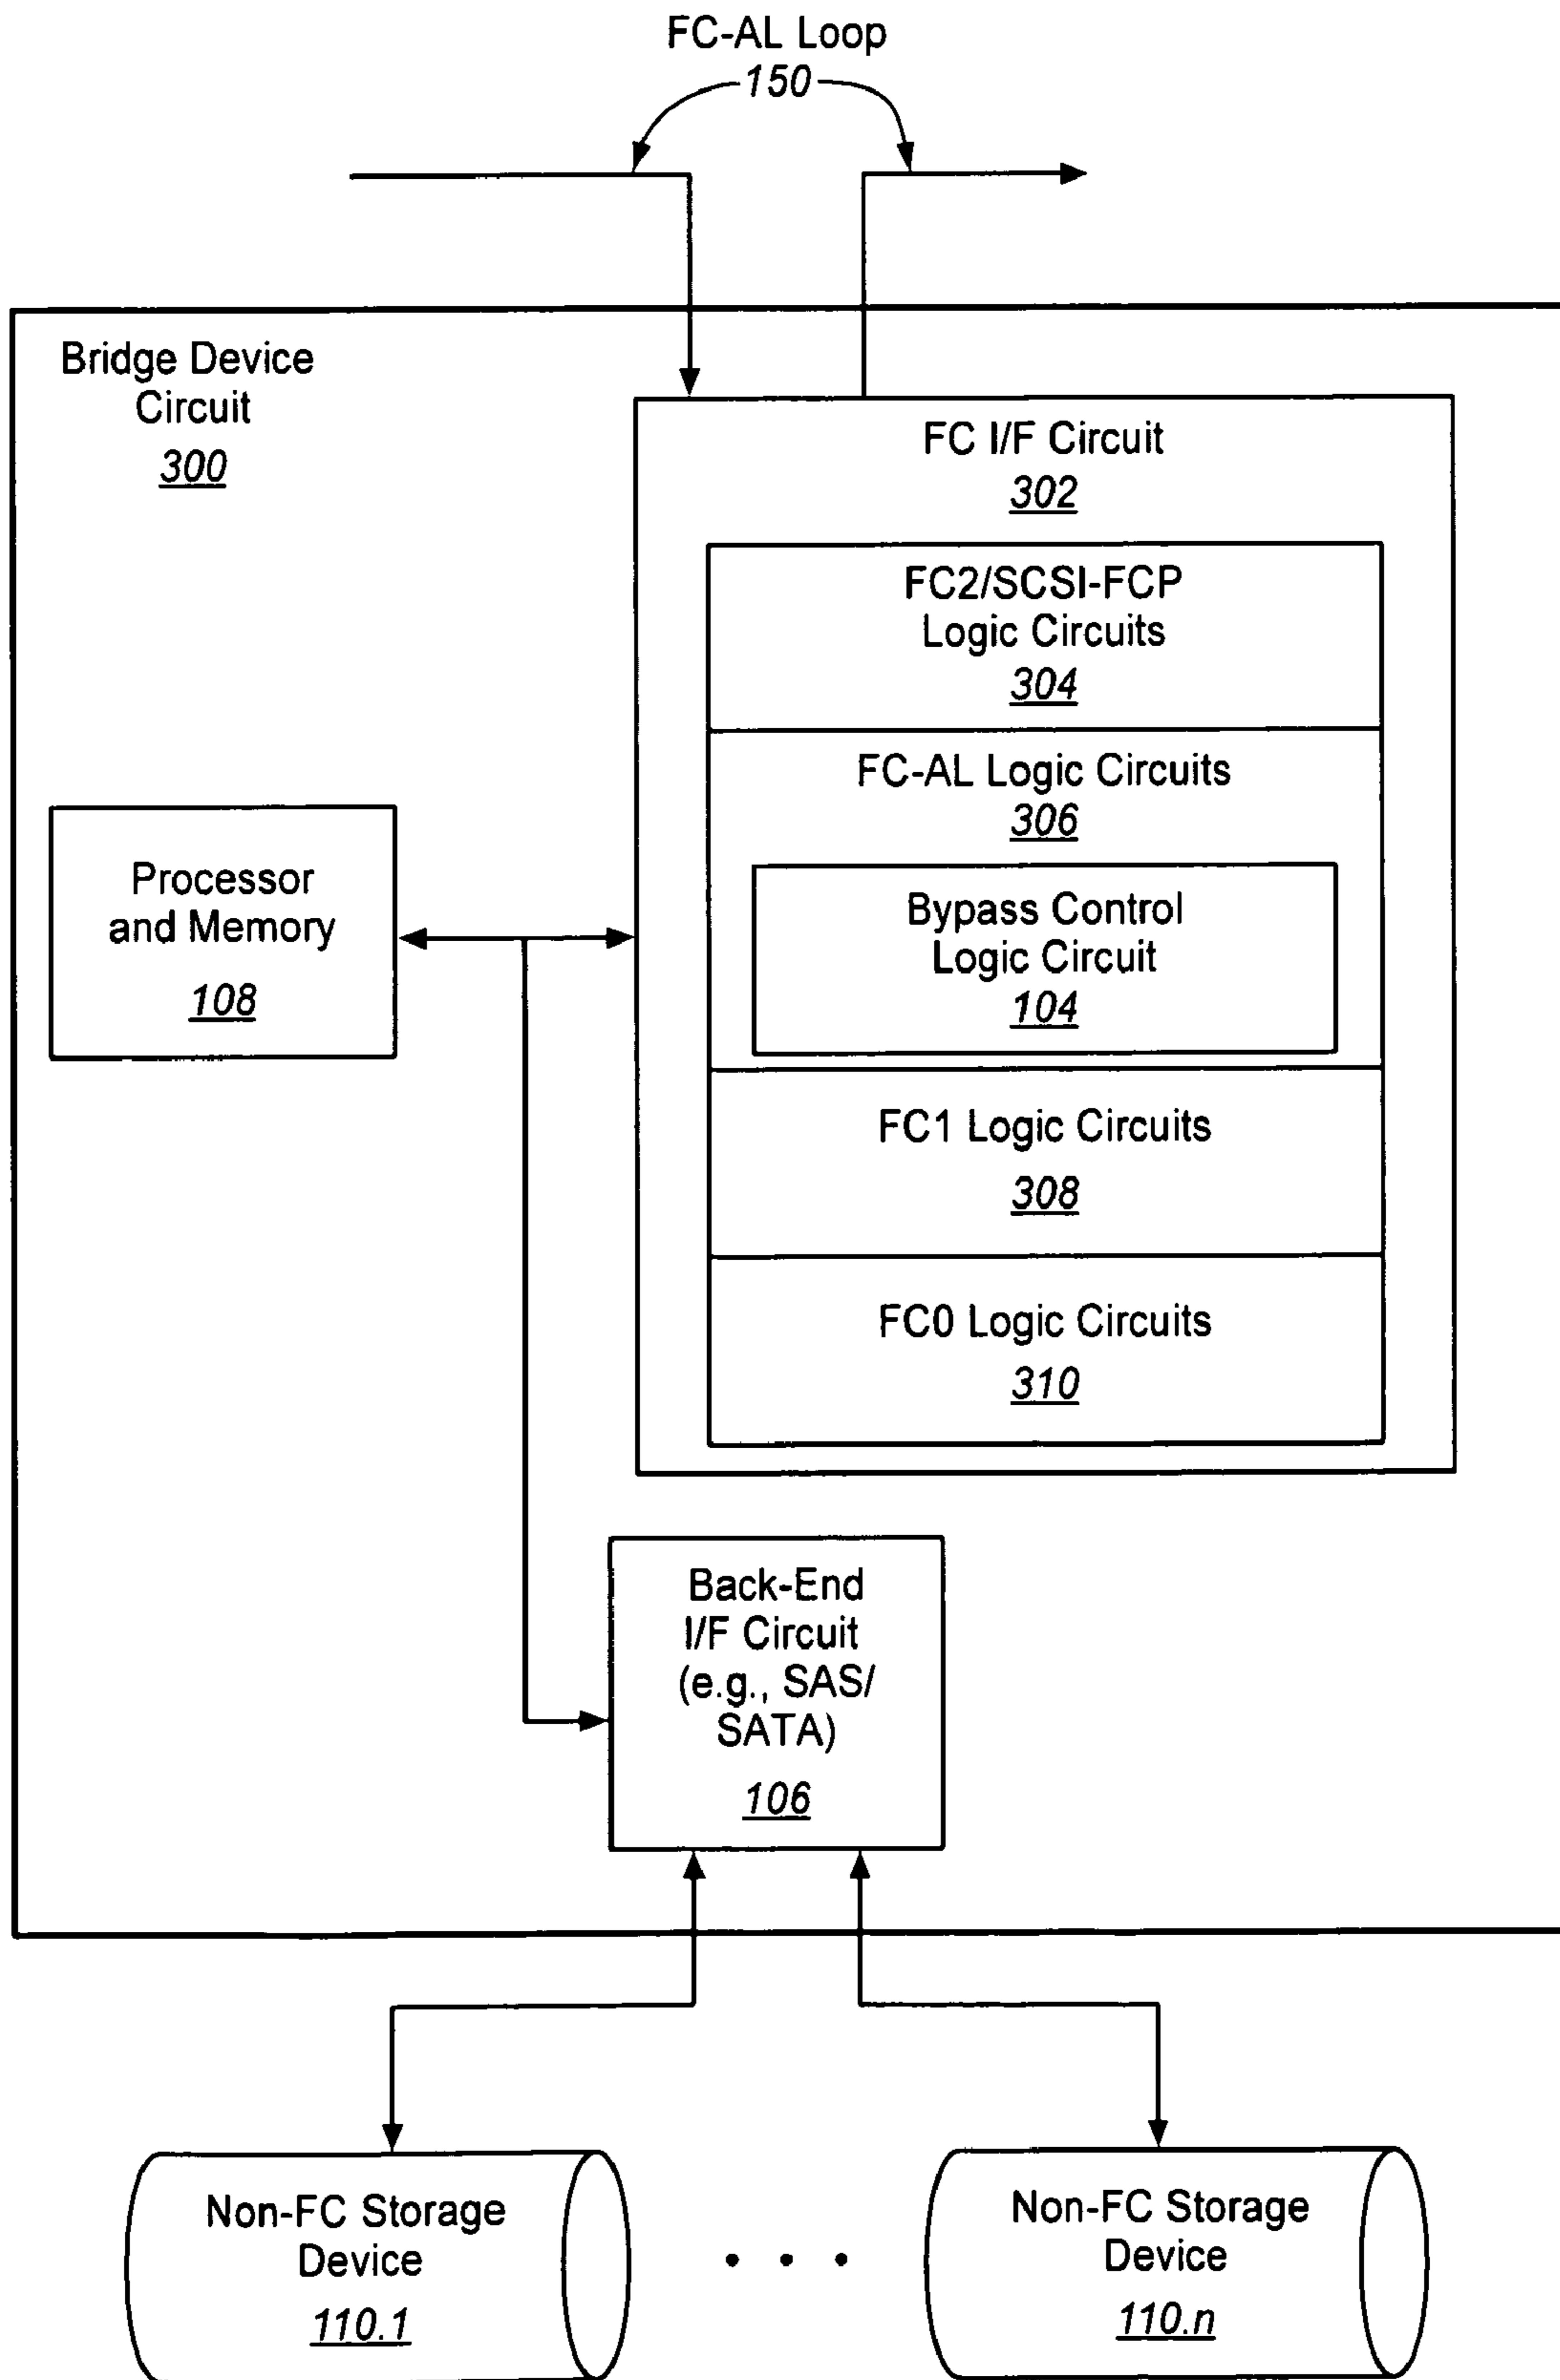 FC-AL Loop
150
Bridge Device
Circuit
300
FC I/F Circuit
302
FC2/SCSI-FCP
Logic Circuits
304
FC-AL Logic Circuits
306
Processor
and Memory
108
Bypass Control
Logic Circuit
104
FC1 Logic Circuits
308
FC0 Logic Circuits
310
Back-End
I/F Circuit
(e.g., SAS/
SATA)
106
Non-FC Storage
Device
110.1
• • •
Non-FC Storage
Device
110.n